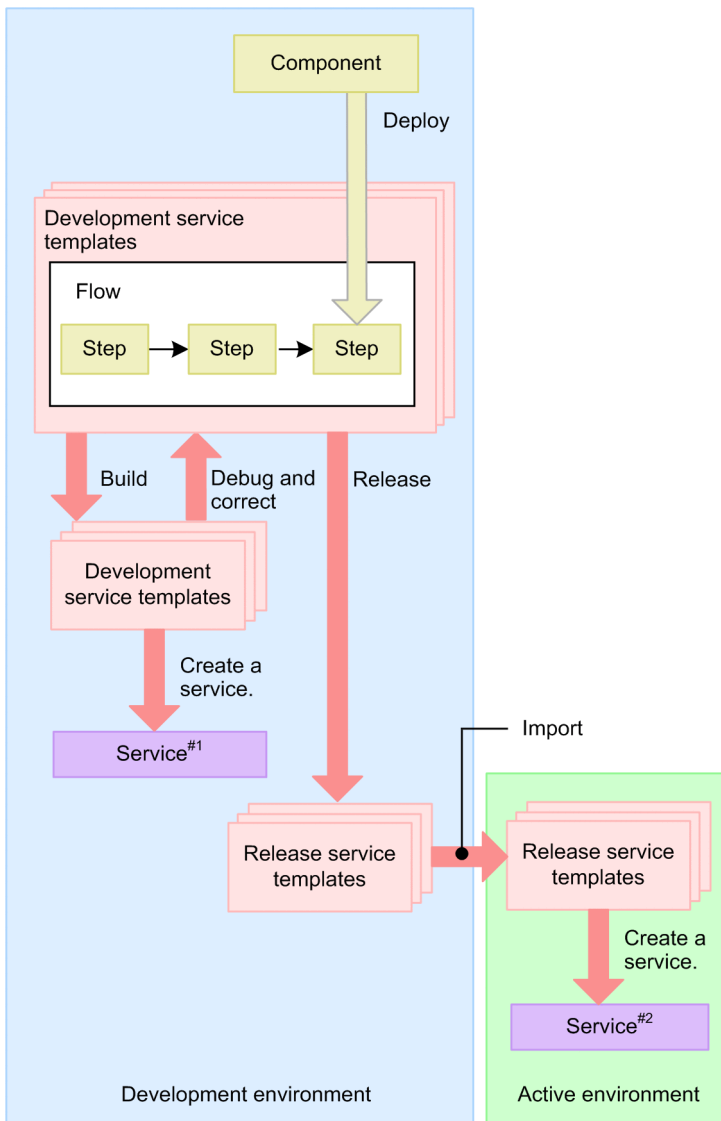 Component
Deploy
Development service
templates
Flow
Step
Step
Step
Build
Debug and
correct
Release
Development
service templates
Create a
service.
Service#1
Import
Release service
templates
Release service
templates
Create a
service.
Service#2
Development environment
Active environment